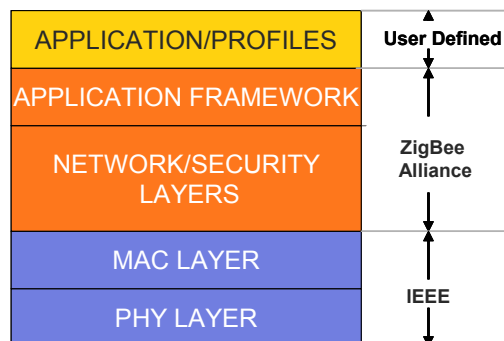 APPLICATION/PROFILES
User Defined
APPLICATION FRAMEWORK
NETWORK/SECURITY
LAYERS
ZigBee
Alliance
MAC LAYER
PHY LAYER
IEEE